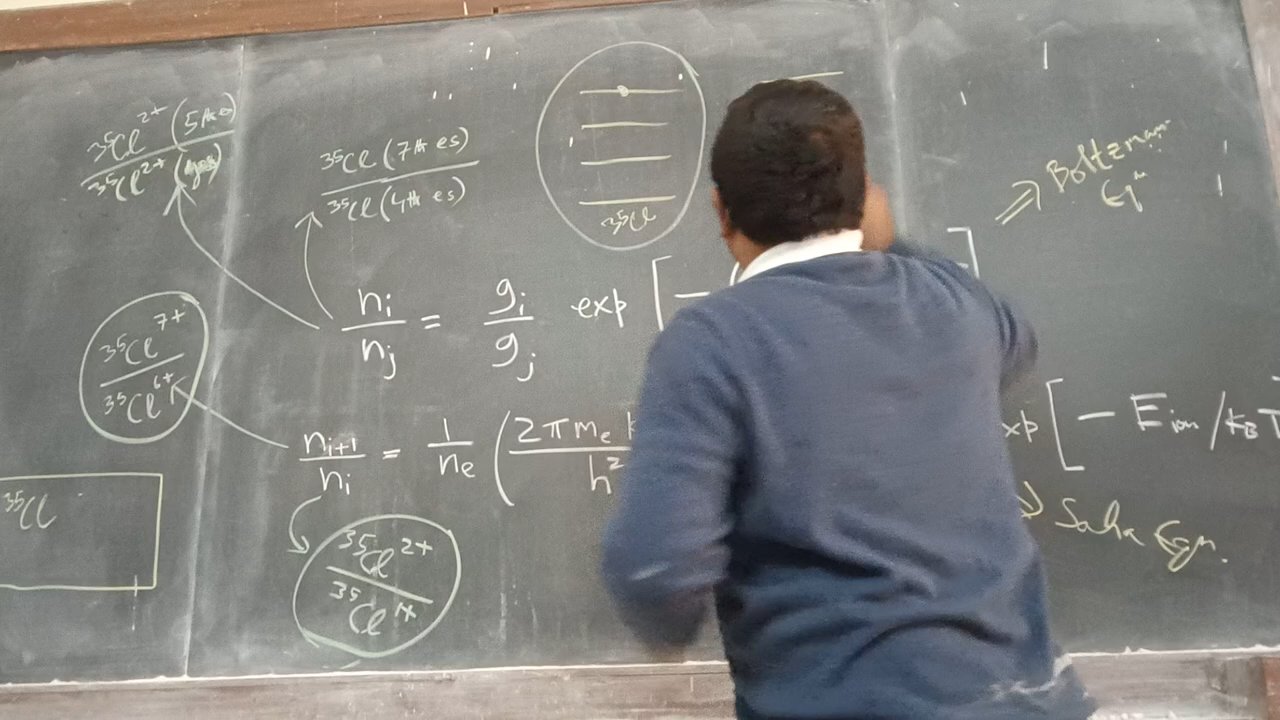 ³⁵Cl²⁺ (5th es)
³⁵Cl²⁺
³⁵Cl (7th es)
³⁵Cl (4th es)
³⁵Cl
⇒ Boltzmann
Eqⁿ
nᵢ / nⱼ = gᵢ / gⱼ exp [ −
]
³⁵Cl⁷⁺
³⁵Cl⁶⁺
nᵢ₊₁ / nᵢ = 1 / nₑ ( 2πmₑ / h²
exp [ − Eᵢₒₙ / k_B T
⇒ Saha Eqn.
³⁵Cl
³⁵Cl²⁺
³⁵Cl¹⁺